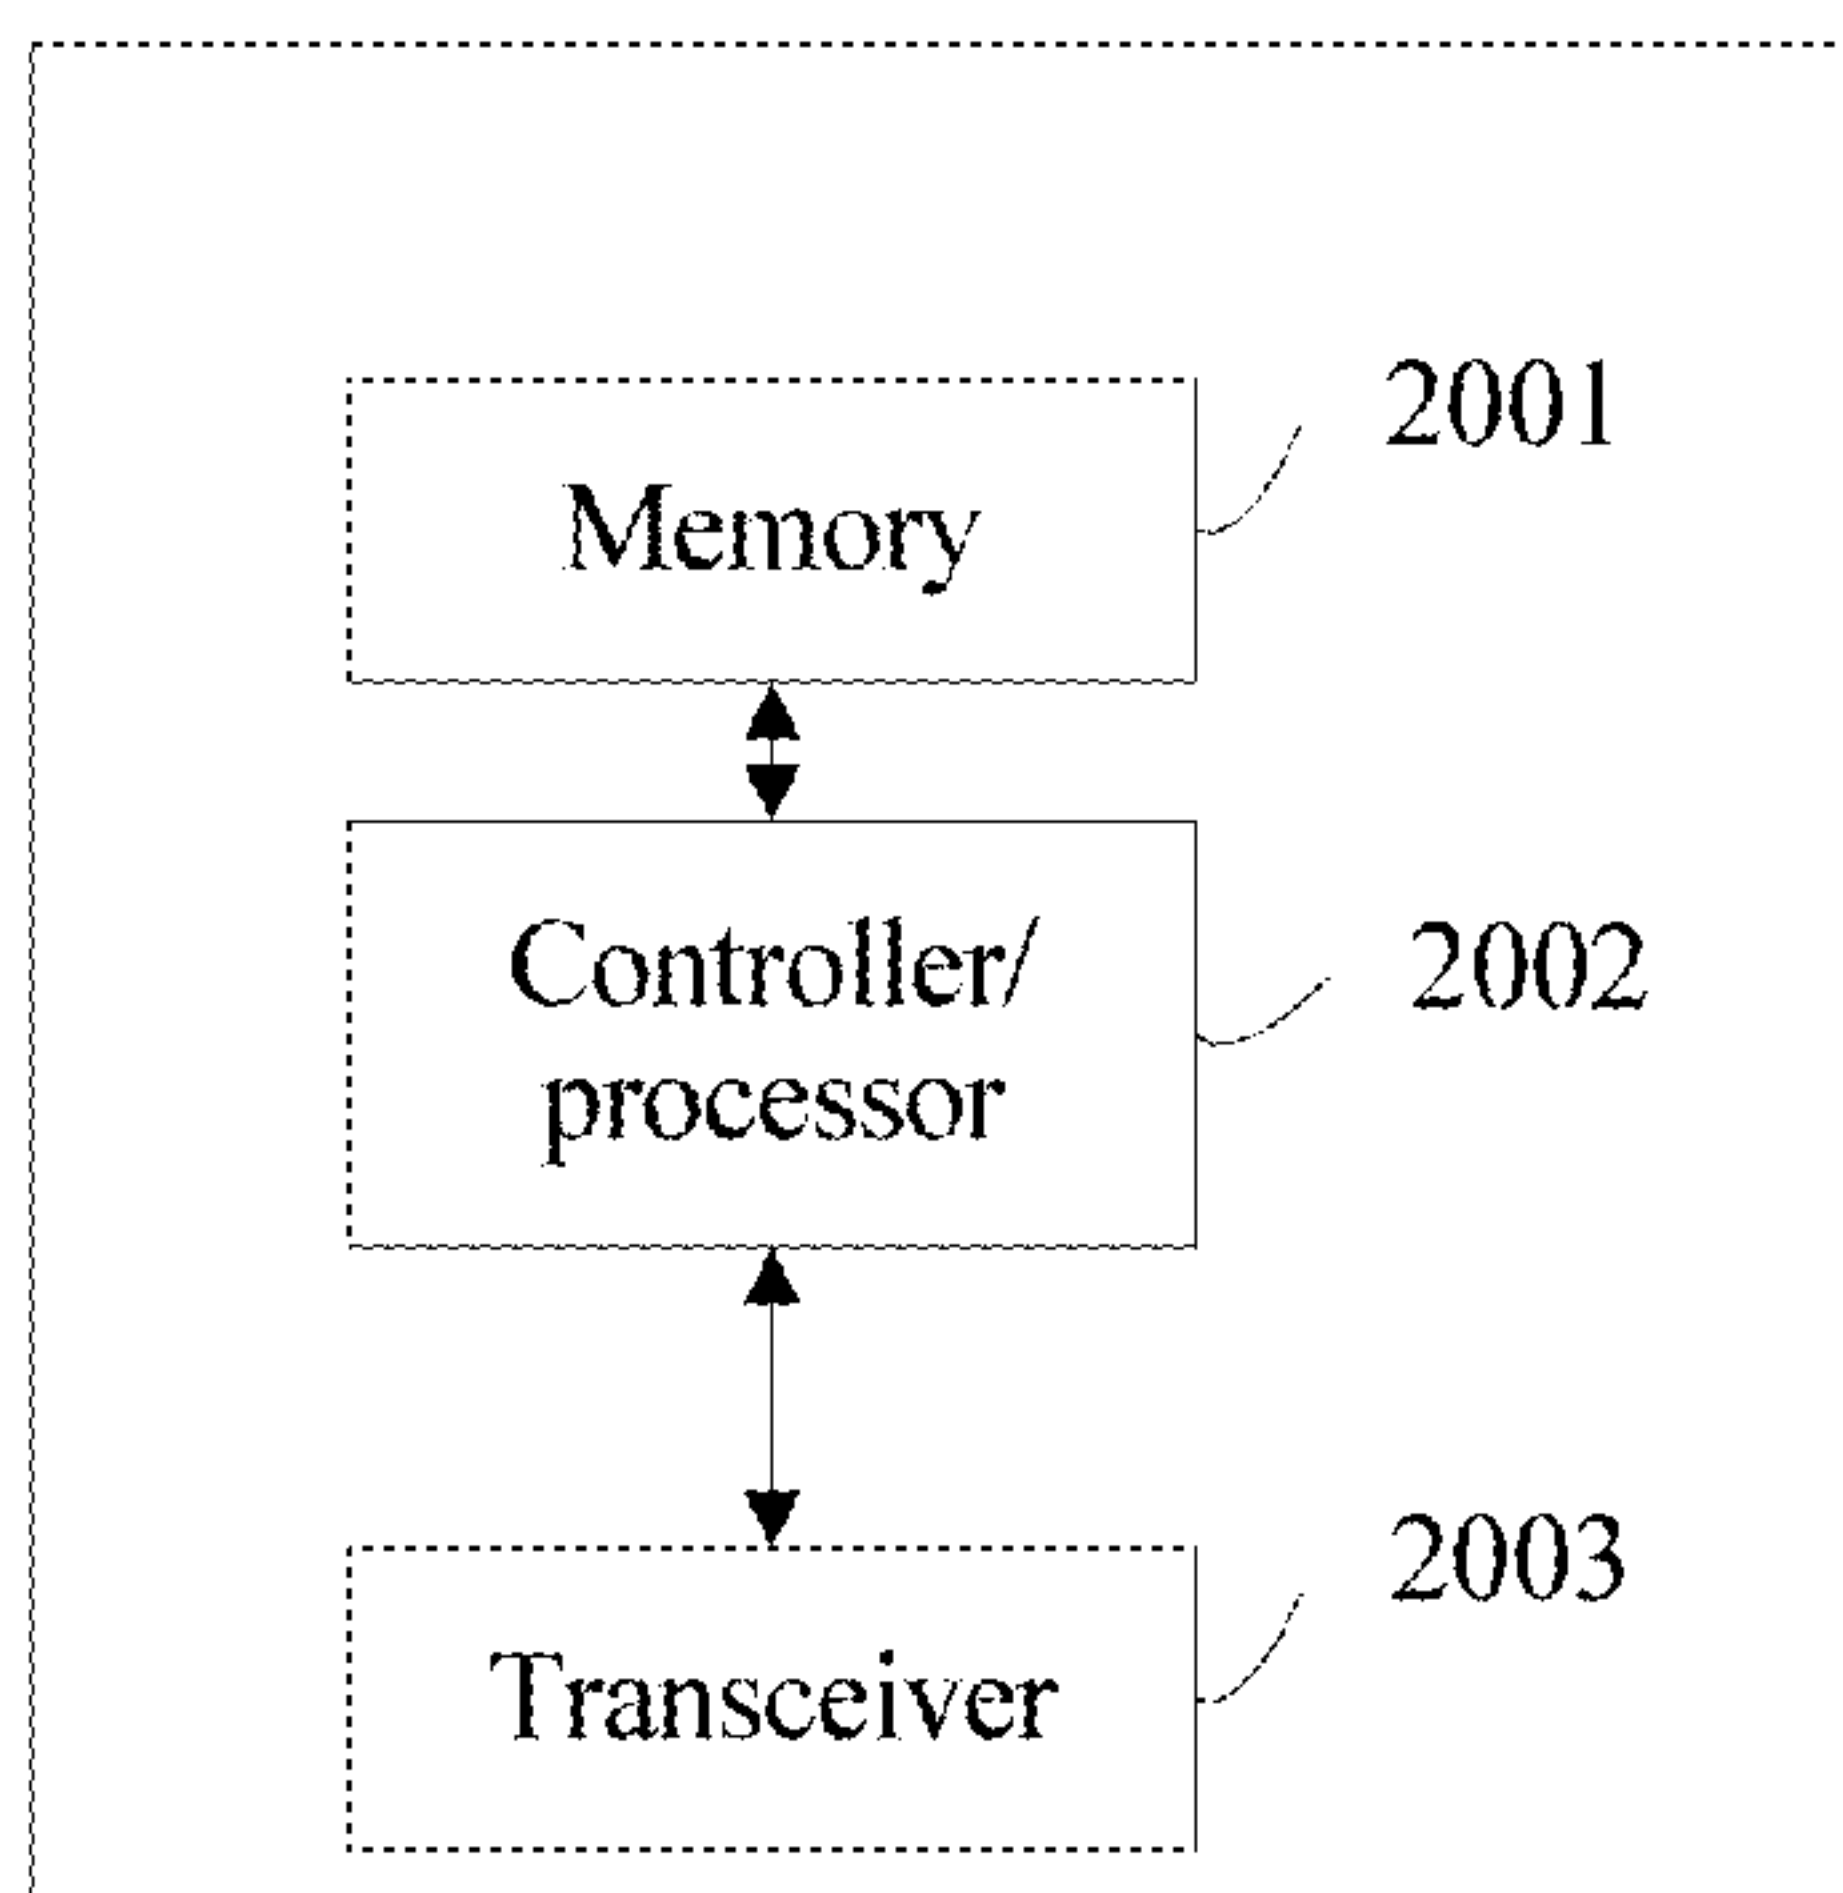 2001
Memory
Controller/
processor
2002
2003
Transceiver